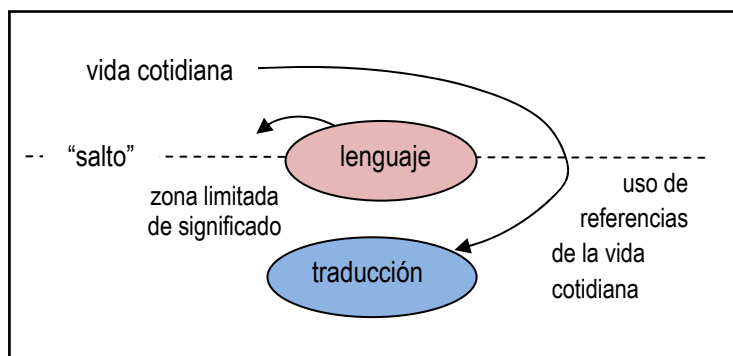 vida cotidiana
“salto”
lenguaje
zona limitada
de significado
uso de
referencias
de la vida
cotidiana
traducción